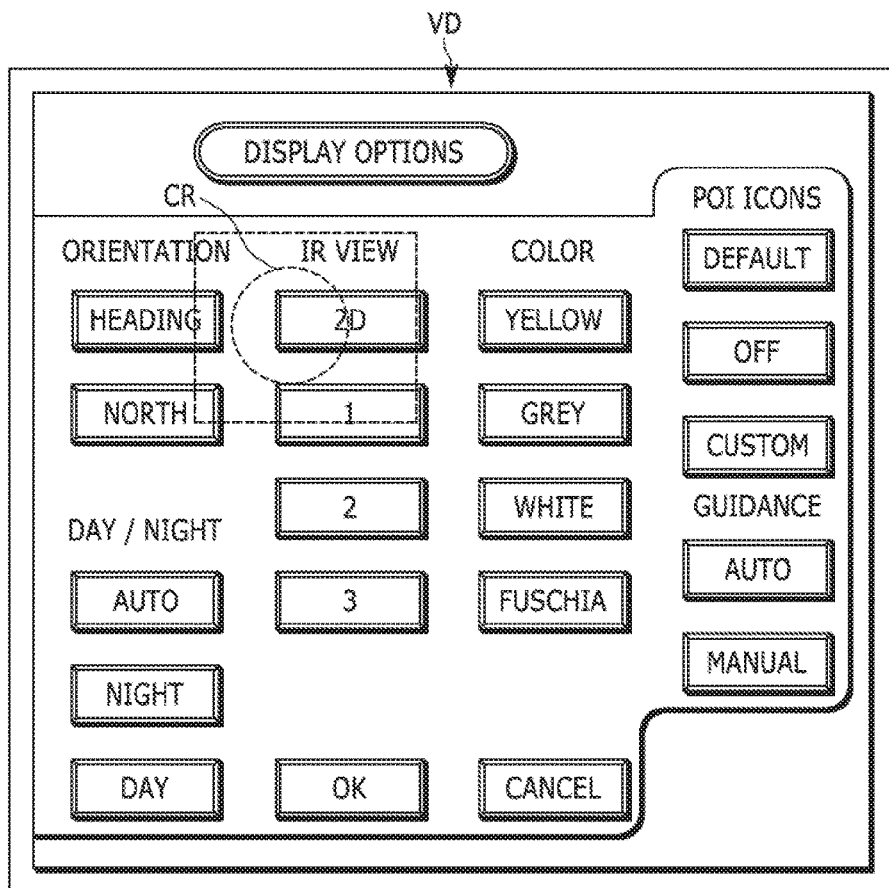 VD
DISPLAY OPTIONS
CR
ORIENTATION
HEADING
NORTH
DAY / NIGHT
AUTO
NIGHT
DAY
IR VIEW
2D
1
2
3
OK
COLOR
YELLOW
GREY
WHITE
FUSCHIA
CANCEL
POI ICONS
DEFAULT
OFF
CUSTOM
GUIDANCE
AUTO
MANUAL